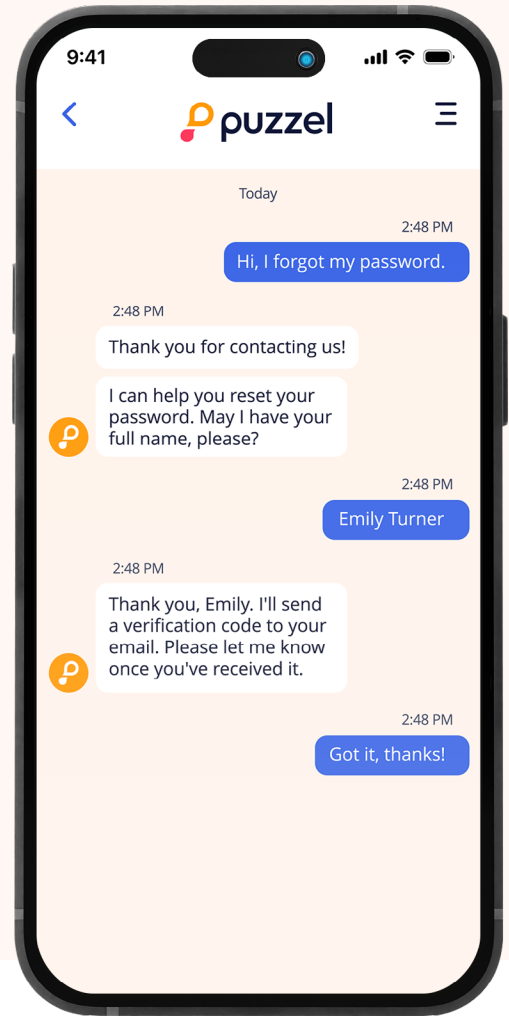 9:41
puzzel
Today
2:48 PM
Hi, I forgot my password.
2:48 PM
Thank you for contacting us!
I can help you reset your
password. May I have your
full name, please?
2:48 PM
Emily Turner
2:48 PM
Thank you, Emily. I'll send
a verification code to your
email. Please let me know
once you've received it.
2:48 PM
Got it, thanks!